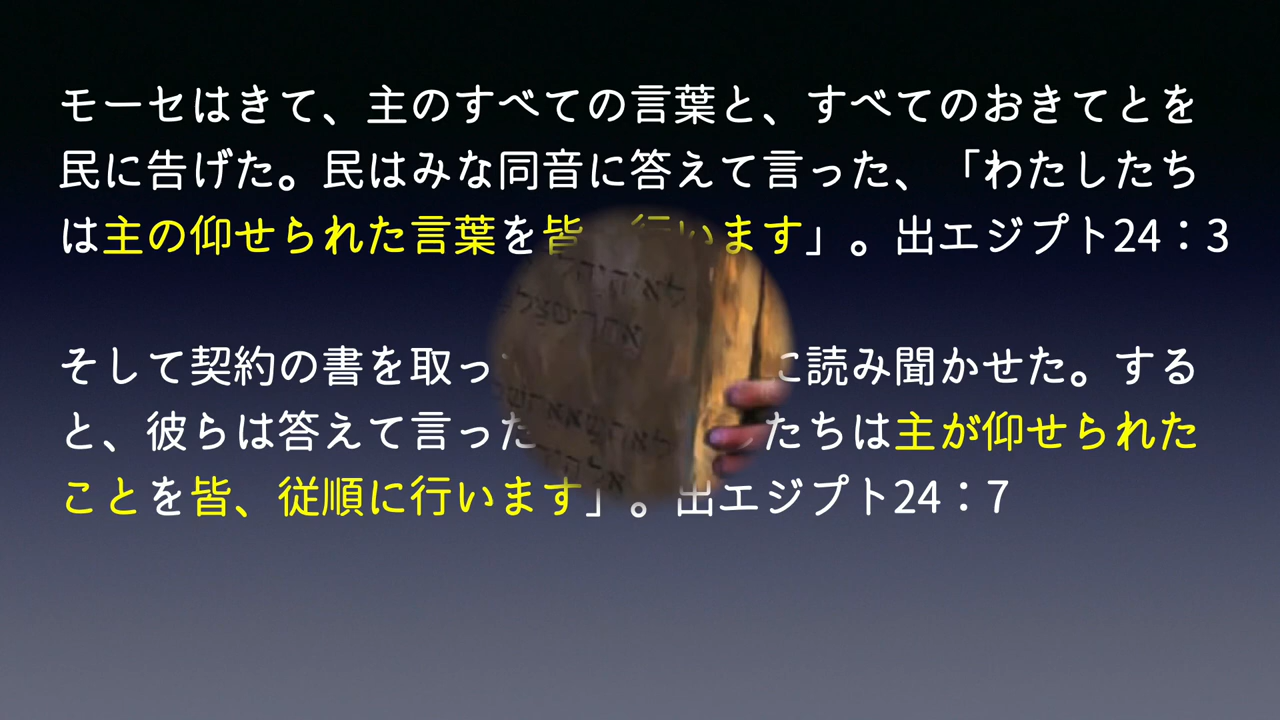 モーセはきて、主のすべての言葉と、すべてのおきてとを
民に告げた。民はみな同音に答えて言った、「わたしたち
は主の仰せられた言葉を皆、行います」。出エジプト24：3
そして契約の書を取っ に読み聞かせた。する
と、彼らは答えて言った たちは主が仰せられた
ことを皆、従順に行います」。出エジプト24：7